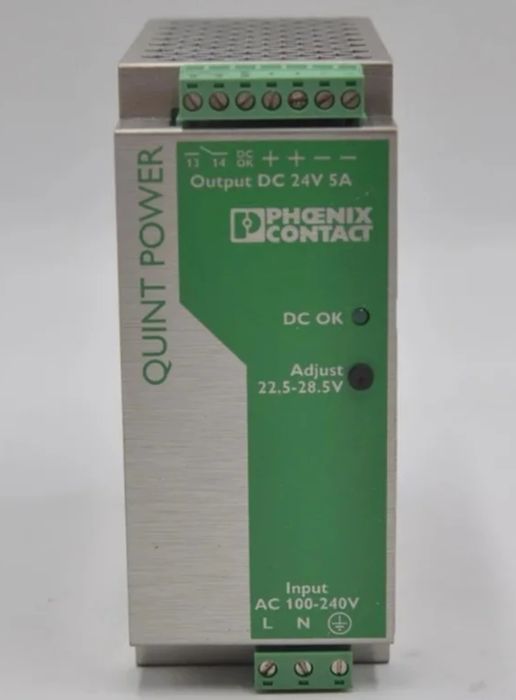 13 14 DC OK + + − −
Output DC 24V 5A
PHŒNIX
CONTACT
QUINT POWER
DC OK
Adjust
22.5-28.5V
Input
AC 100-240V
L N